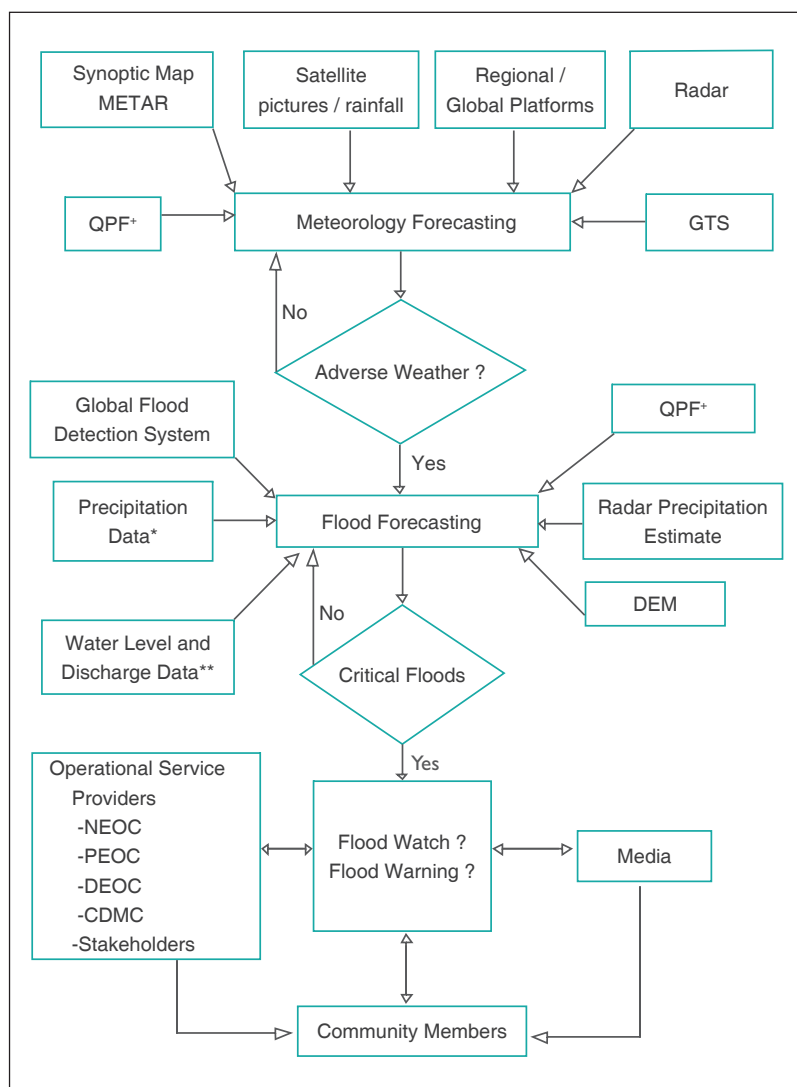 Synoptic Map
METAR
Satellite
pictures / rainfall
Regional /
Global Platforms
Radar
QPF⁺
Meteorology Forecasting
GTS
No
Adverse Weather ?
Global Flood
Detection System
QPF⁺
Yes
Precipitation
Data*
Flood Forecasting
Radar Precipitation
Estimate
No
DEM
Water Level and
Discharge Data**
Critical Floods
Yes
Operational Service
Providers
-NEOC
-PEOC
-DEOC
-CDMC
-Stakeholders
Flood Watch ?
Flood Warning ?
Media
Community Members